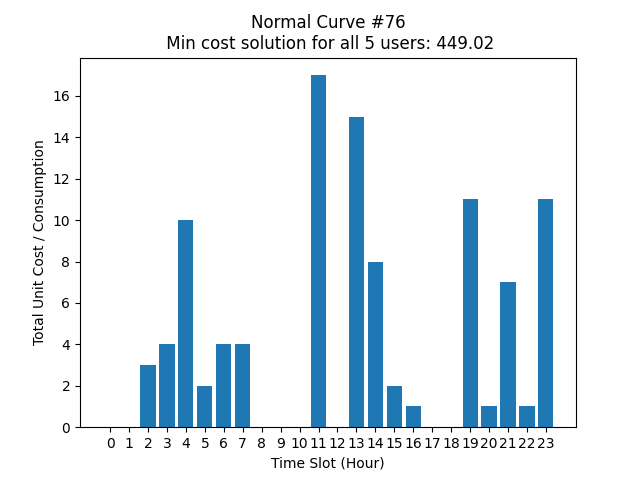 Normal Curve #76
Min cost solution for all 5 users: 449.02
Total Unit Cost / Consumption
16
14
12
10
8
6
4
2
0
0 1 2 3 4 5 6 7 8 9 10 11 12 13 14 15 16 17 18 19 20 21 22 23
Time Slot (Hour)